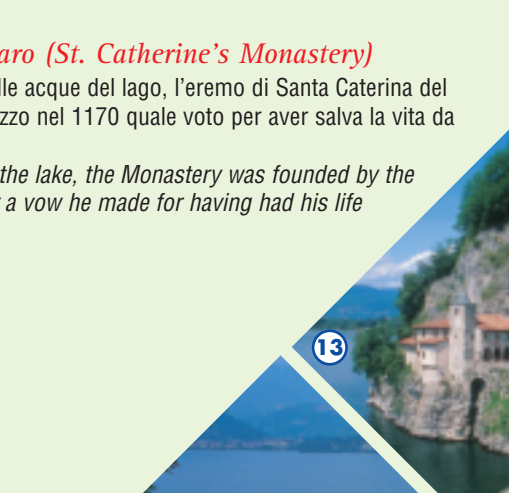 aro (St. Catherine's Monastery)
lle acque del lago, l'eremo di Santa Caterina del
zzo nel 1170 quale voto per aver salva la vita da
the lake, the Monastery was founded by the
a vow he made for having had his life
13